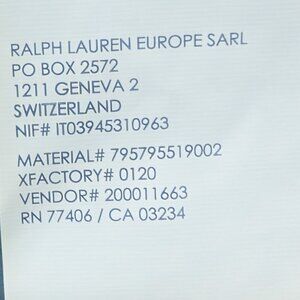 RALPH LAUREN EUROPE SARL
PO BOX 2572
1211 GENEVA 2
SWITZERLAND
NIF# IT03945310963
MATERIAL# 795795519002
XFACTORY# 0120
VENDOR# 200011663
RN 77406 / CA 03234